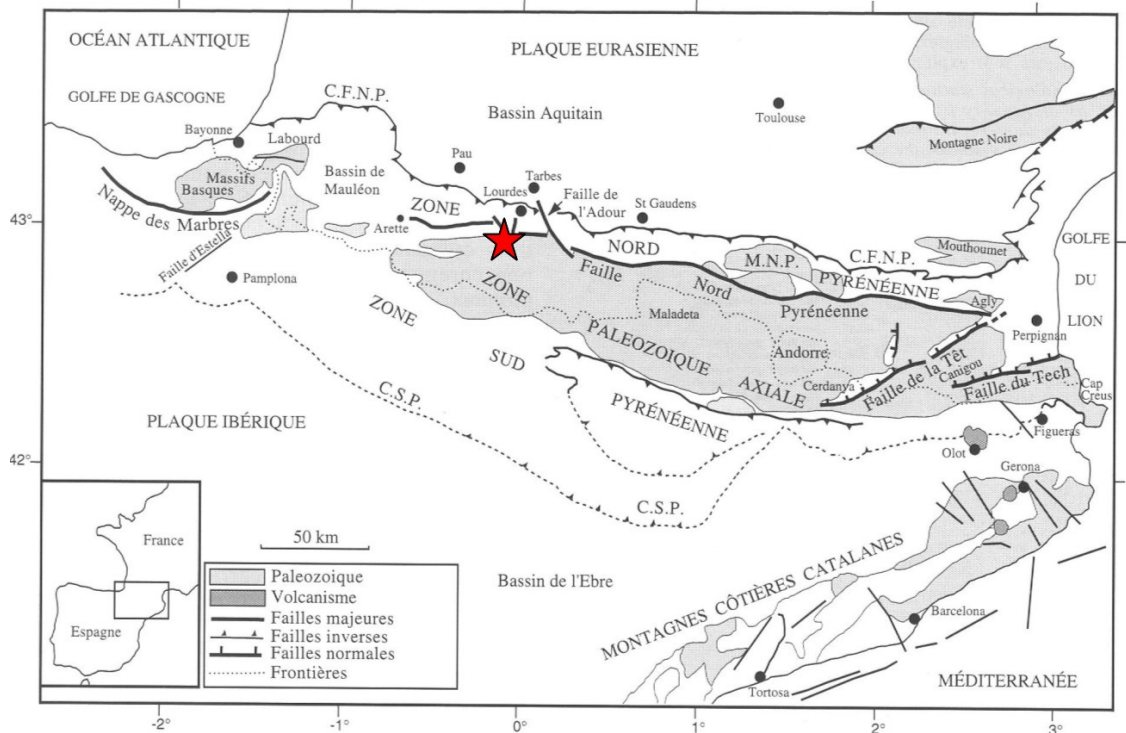 OCÉAN ATLANTIQUE
PLAQUE EURASIENNE
GOLFE DE GASCOGNE
C.F.N.P.
Bassin Aquitain
Toulouse
Bayonne
Labourd
Montagne Noire
Massifs
Basques
Bassin de
Mauléon
Pau
Tarbes
Lourdes
Faille de
l'Adour
St Gaudens
43°
Nappe des Marbres
ZONE
NORD
PYRÉNÉENNE
Arette
Faille d'Estella
Pamplona
M.N.P.
C.F.N.P.
Mouthoumet
GOLFE
DU
LION
Faille
Nord
Pyrénéenne
Agly
Perpignan
ZONE
PALEOZOIQUE
AXIALE
Maladeta
Andorre
Cerdanya
Faille de la Têt
Canigou
Faille du Tech
Cap
Creus
ZONE
SUD
PYRÉNÉENNE
C.S.P.
PLAQUE IBÉRIQUE
Figueras
Olot
42°
Gerona
C.S.P.
50 km
France
Espagne
Bassin de l'Ebre
Paleozoique
Volcanisme
Failles majeures
Failles inverses
Failles normales
Frontières
MONTAGNES CÔTIÈRES CATALANES
Barcelona
Tortosa
MÉDITERRANÉE
-2°
-1°
0°
1°
2°
3°